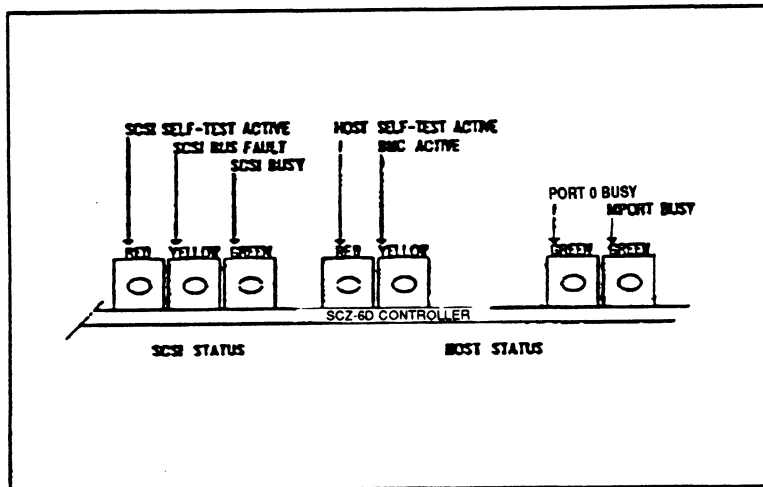 SCSI SELF-TEST ACTIVE
SCSI BUS FAULT
SCSI BUSY
HOST SELF-TEST ACTIVE
BMC ACTIVE
PORT 0 BUSY
MPORT BUSY
RED YELLOW GREEN RED YELLOW GREEN GREEN
SCZ-6D CONTROLLER
SCSI STATUS HOST STATUS